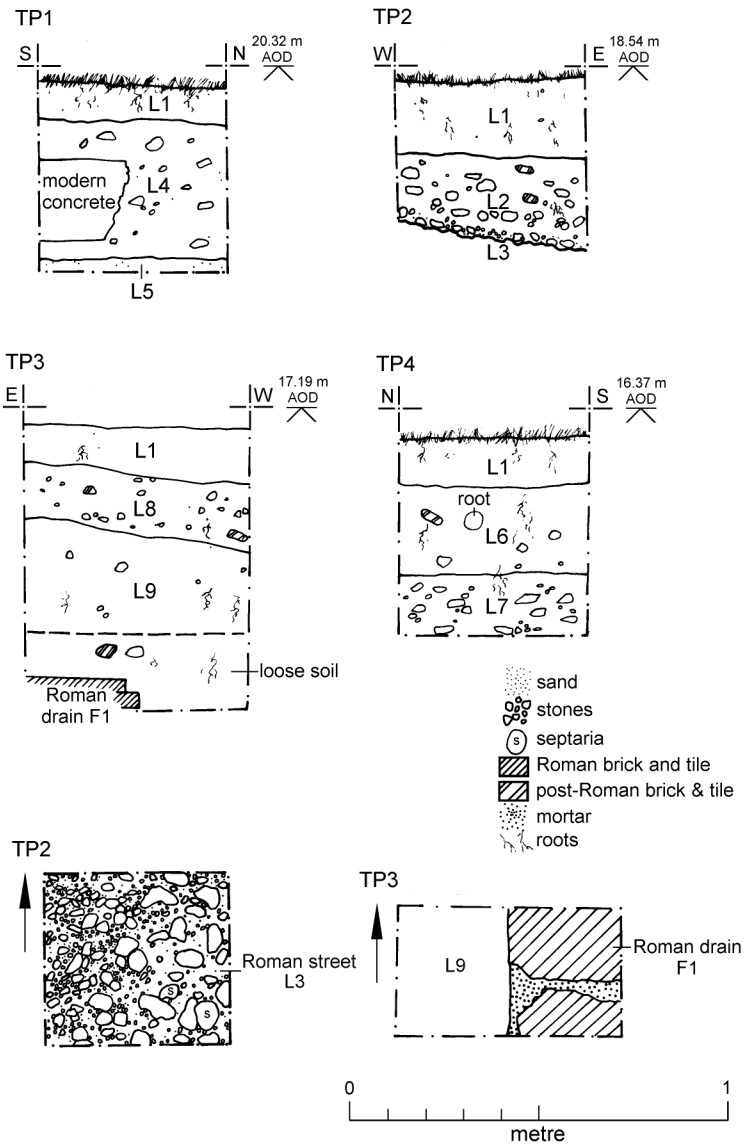 TP1
S N 20.32 m
AOD
L1
modern
concrete
L4
L5
TP2
W E 18.54 m
AOD
L1
L2
L3
TP3
E W 17.19 m
AOD
L1
L8
L9
loose soil
Roman
drain F1
TP4
N S 16.37 m
AOD
L1
root
L6
L7
sand
stones
s septaria
Roman brick and tile
post-Roman brick & tile
mortar
roots
TP2
s
s
Roman street
L3
TP3
L9
Roman drain
F1
0 1
metre